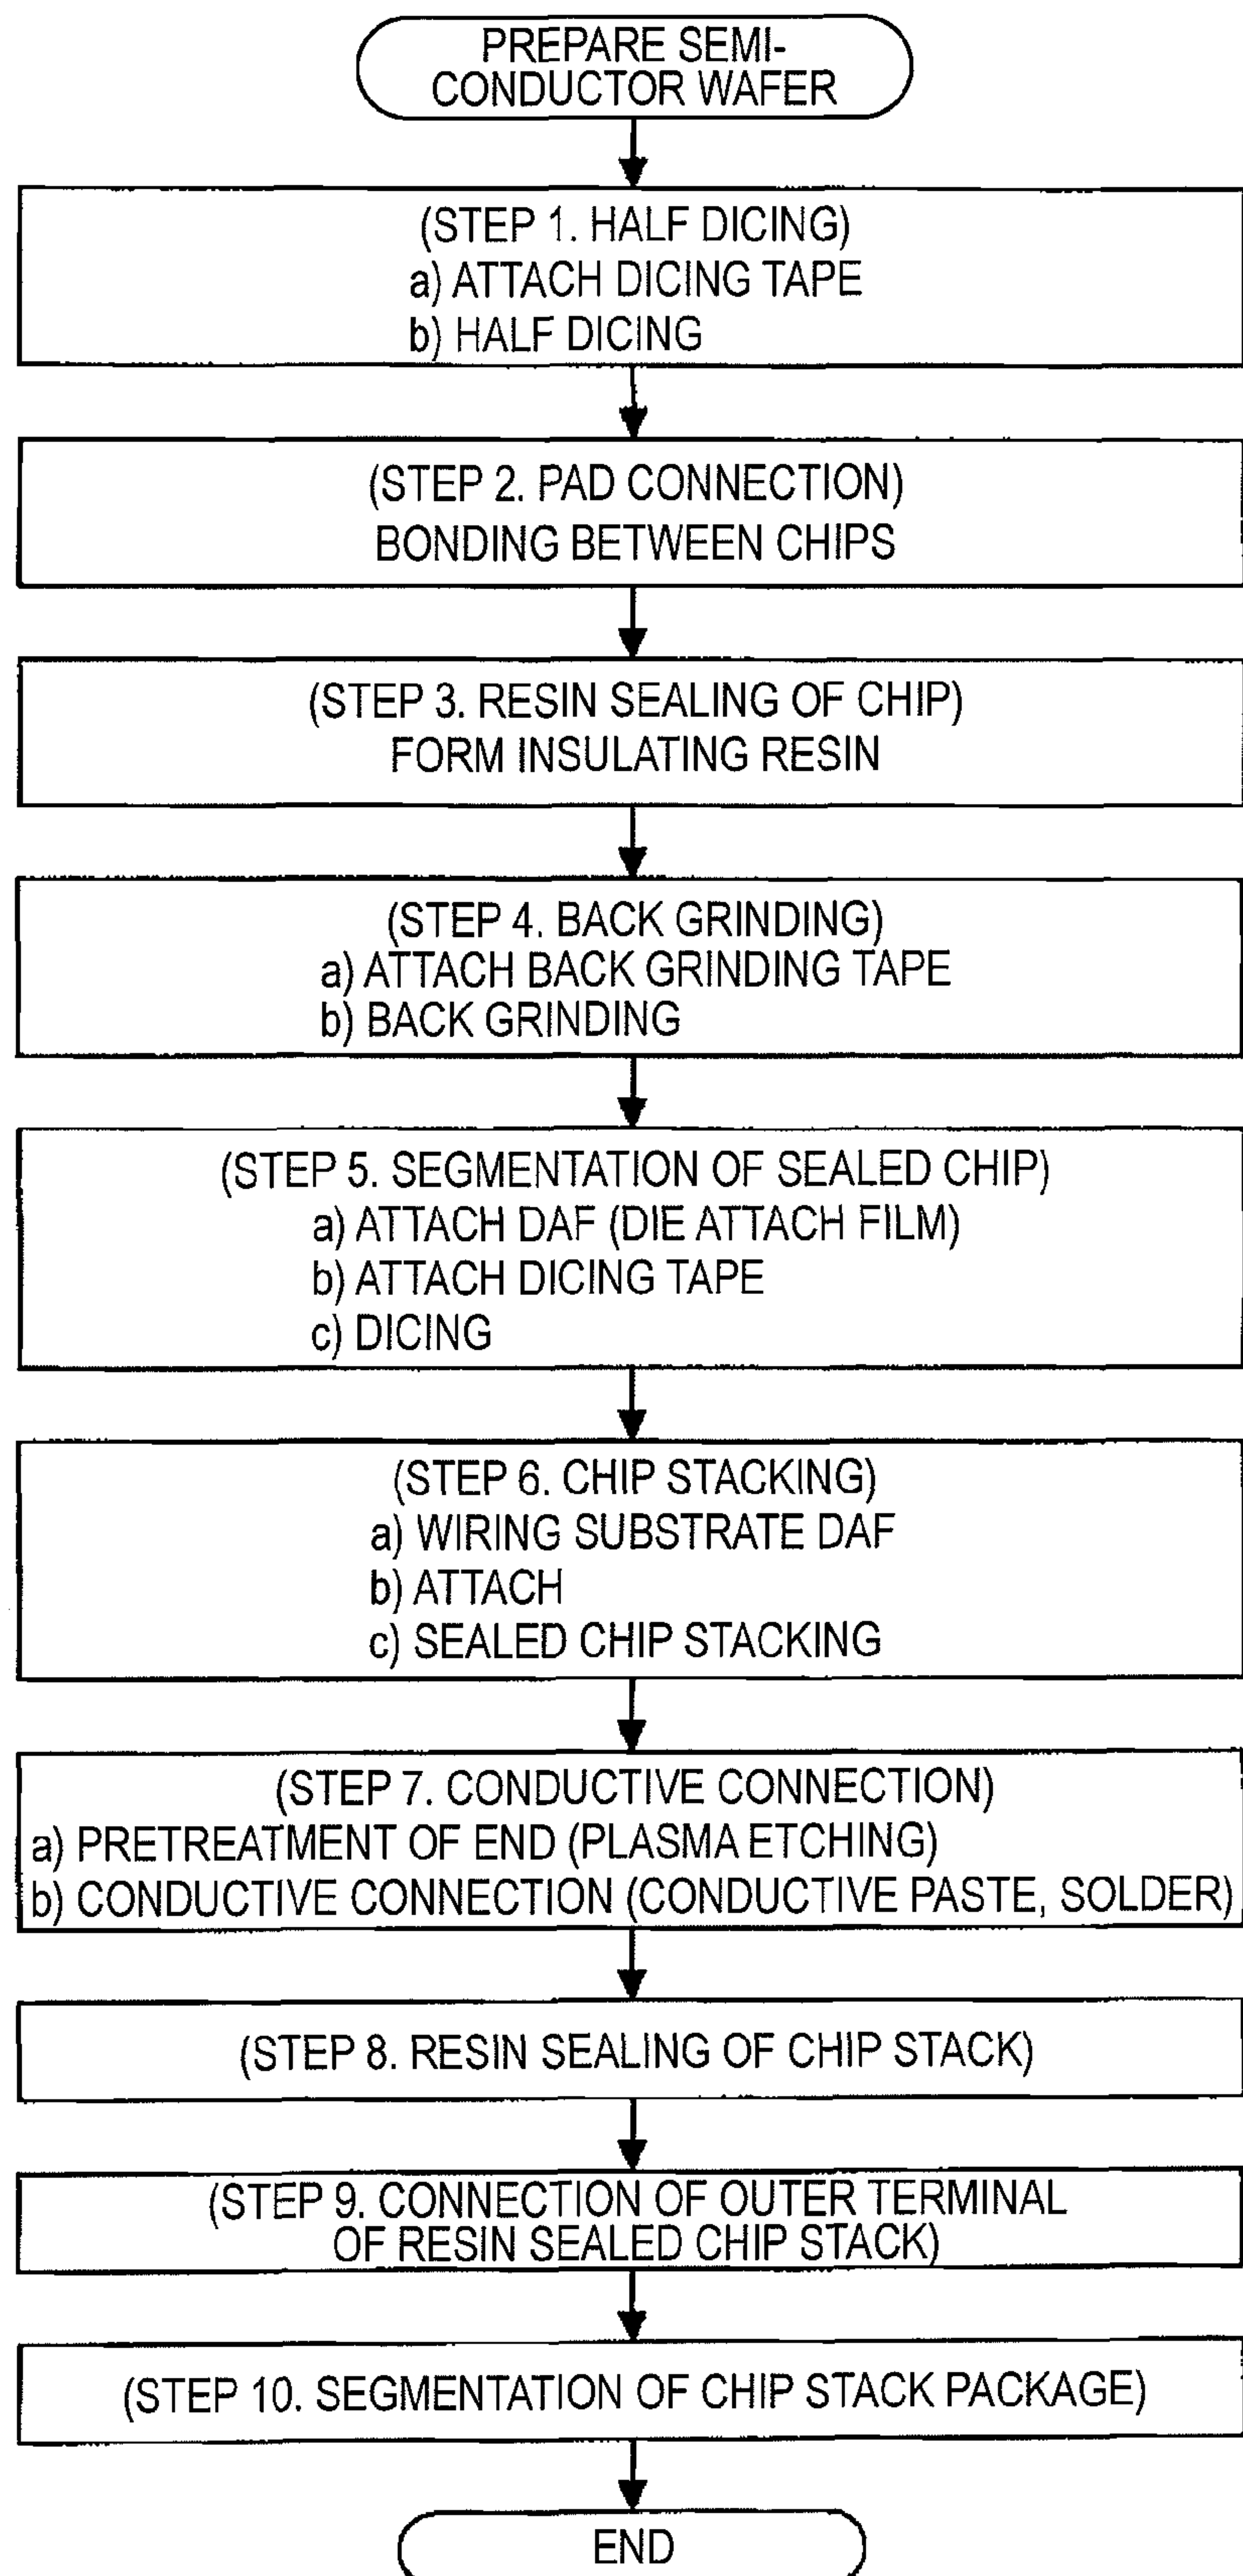 PREPARE SEMI-
CONDUCTOR WAFER
(STEP 1. HALF DICING)
a) ATTACH DICING TAPE
b) HALF DICING
(STEP 2. PAD CONNECTION)
BONDING BETWEEN CHIPS
(STEP 3. RESIN SEALING OF CHIP)
FORM INSULATING RESIN
(STEP 4. BACK GRINDING)
a) ATTACH BACK GRINDING TAPE
b) BACK GRINDING
(STEP 5. SEGMENTATION OF SEALED CHIP)
a) ATTACH DAF (DIE ATTACH FILM)
b) ATTACH DICING TAPE
c) DICING
(STEP 6. CHIP STACKING)
a) WIRING SUBSTRATE DAF
b) ATTACH
c) SEALED CHIP STACKING
(STEP 7. CONDUCTIVE CONNECTION)
a) PRETREATMENT OF END (PLASMA ETCHING)
b) CONDUCTIVE CONNECTION (CONDUCTIVE PASTE, SOLDER)
(STEP 8. RESIN SEALING OF CHIP STACK)
(STEP 9. CONNECTION OF OUTER TERMINAL
OF RESIN SEALED CHIP STACK)
(STEP 10. SEGMENTATION OF CHIP STACK PACKAGE)
END